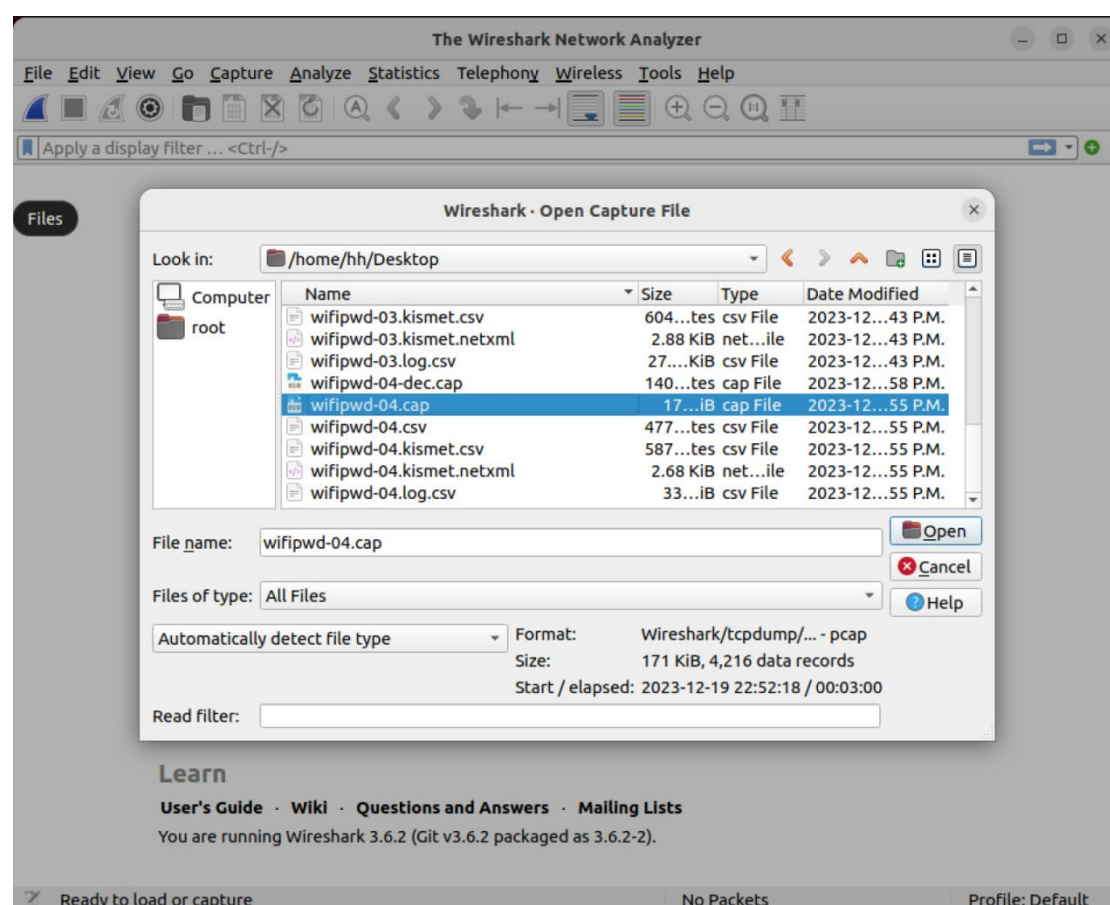 The Wireshark Network Analyzer
File Edit View Go Capture Analyze Statistics Telephony Wireless Tools Help
Apply a display filter ... <Ctrl-/>
Files
Wireshark · Open Capture File
Look in: /home/hh/Desktop
Computer
root
Name Size Type Date Modified
wifipwd-03.kismet.csv 604...tes csv File 2023-12...43 P.M.
wifipwd-03.kismet.netxml 2.88 KiB net...ile 2023-12...43 P.M.
wifipwd-03.log.csv 27....KiB csv File 2023-12...43 P.M.
wifipwd-04-dec.cap 140...tes cap File 2023-12...58 P.M.
wifipwd-04.cap 17...iB cap File 2023-12...55 P.M.
wifipwd-04.csv 477...tes csv File 2023-12...55 P.M.
wifipwd-04.kismet.csv 587...tes csv File 2023-12...55 P.M.
wifipwd-04.kismet.netxml 2.68 KiB net...ile 2023-12...55 P.M.
wifipwd-04.log.csv 33...iB csv File 2023-12...55 P.M.
File name: wifipwd-04.cap
Open
Cancel
Files of type: All Files
Help
Automatically detect file type
Format: Wireshark/tcpdump/... - pcap
Size: 171 KiB, 4,216 data records
Start / elapsed: 2023-12-19 22:52:18 / 00:03:00
Read filter:
Learn
User's Guide · Wiki · Questions and Answers · Mailing Lists
You are running Wireshark 3.6.2 (Git v3.6.2 packaged as 3.6.2-2).
Ready to load or capture No Packets Profile: Default